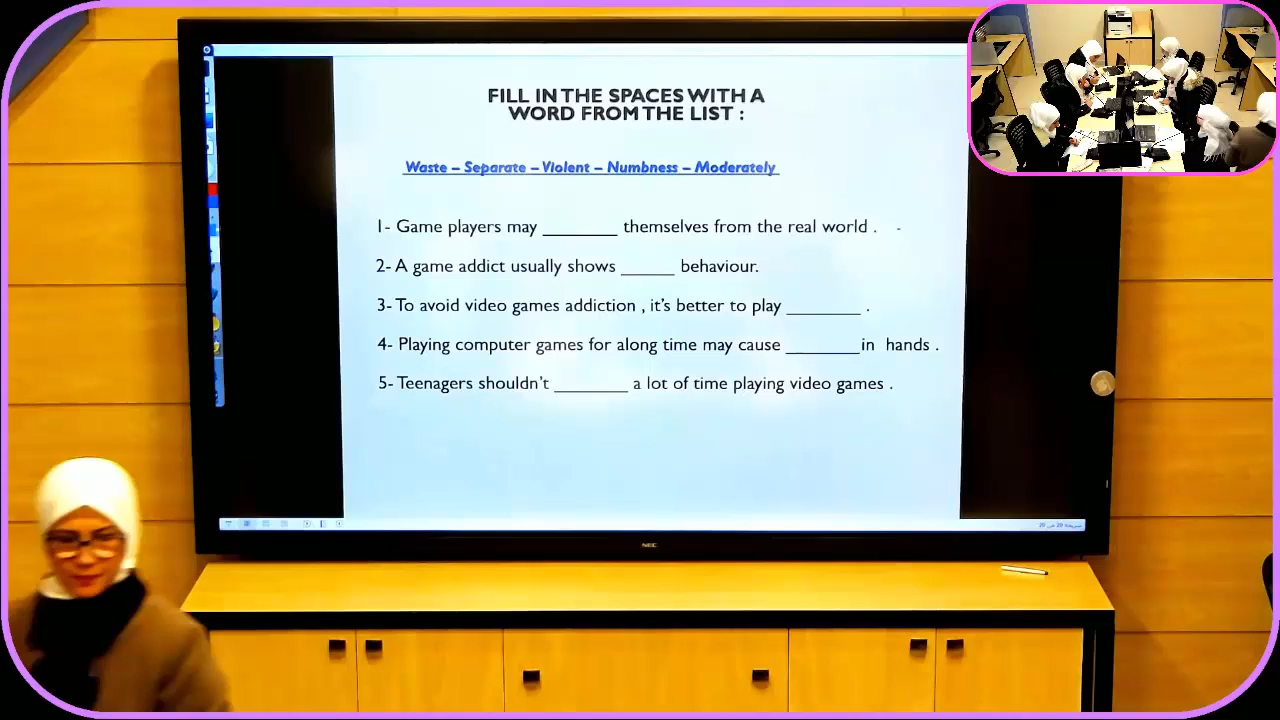 FILL IN THE SPACES WITH A
WORD FROM THE LIST :
Waste – Separate – Violent – Numbness – Moderately
1- Game players may ________ themselves from the real world . -
2- A game addict usually shows ______ behaviour.
3- To avoid video games addiction , it's better to play ________ .
4- Playing computer games for along time may cause ________in hands .
5- Teenagers shouldn't ________ a lot of time playing video games .
NEC